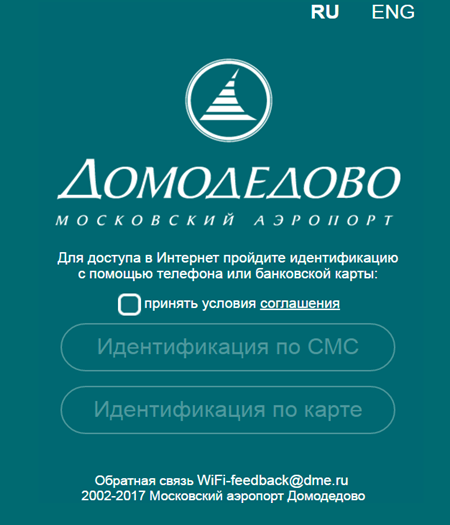 RU ENG
ДОМОДЕДОВО
МОСКОВСКИЙ АЭРОПОРТ
Для доступа в Интернет пройдите идентификацию
с помощью телефона или банковской карты:
принять условия соглашения
Идентификация по СМС
Идентификация по карте
Обратная связь WiFi-feedback@dme.ru
2002-2017 Московский аэропорт Домодедово